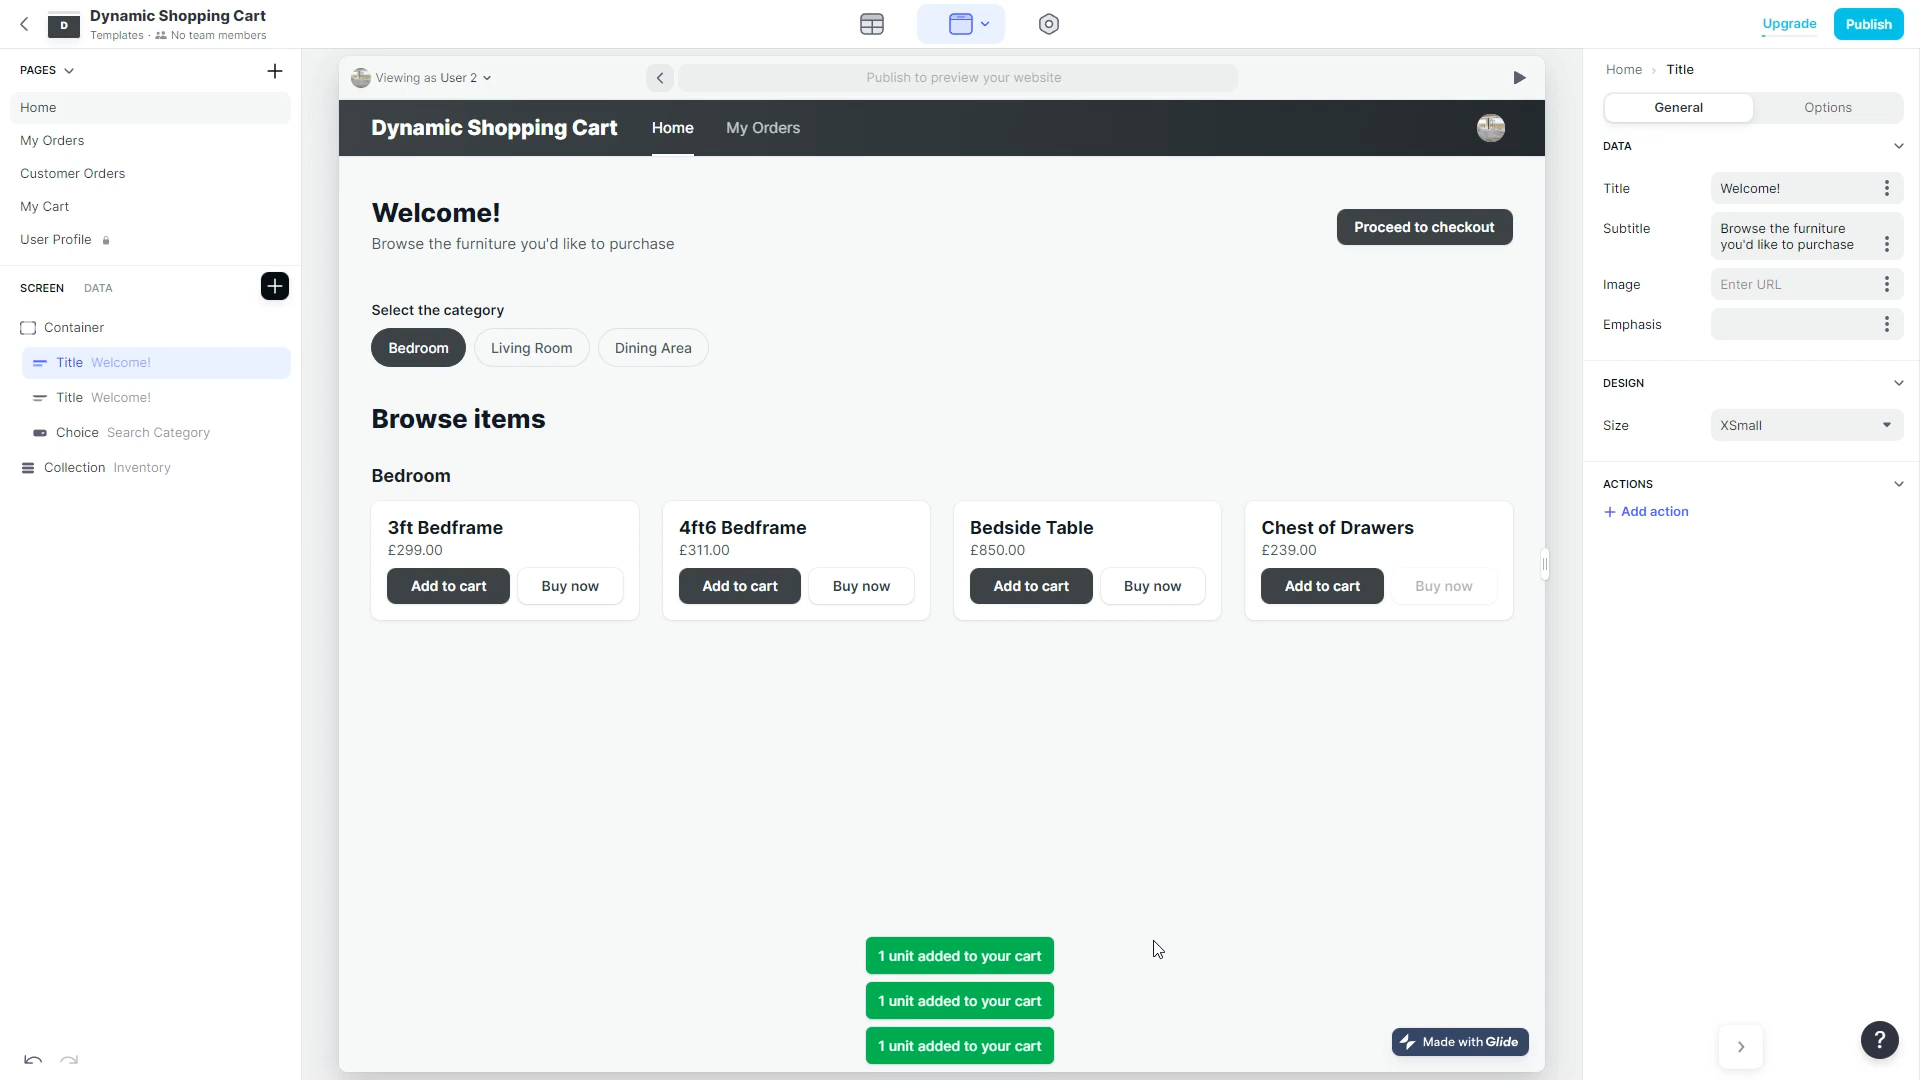 D
Dynamic Shopping Cart
Templates · No team members
Upgrade
Publish
PAGES
Home
My Orders
Customer Orders
My Cart
User Profile
SCREEN
DATA
Container
Title Welcome!
Title Welcome!
Choice Search Category
Collection Inventory
Viewing as User 2
Publish to preview your website
Dynamic Shopping Cart
Home
My Orders
Welcome!
Browse the furniture you'd like to purchase
Proceed to checkout
Select the category
Bedroom
Living Room
Dining Area
Browse items
Bedroom
3ft Bedframe
£299.00
Add to cart
Buy now
4ft6 Bedframe
£311.00
Add to cart
Buy now
Bedside Table
£850.00
Add to cart
Buy now
Chest of Drawers
£239.00
Add to cart
Buy now
1 unit added to your cart
1 unit added to your cart
1 unit added to your cart
Made with Glide
Home › Title
General
Options
DATA
Title
Welcome!
Subtitle
Browse the furniture
you'd like to purchase
Image
Enter URL
Emphasis
DESIGN
Size
XSmall
ACTIONS
+ Add action
?